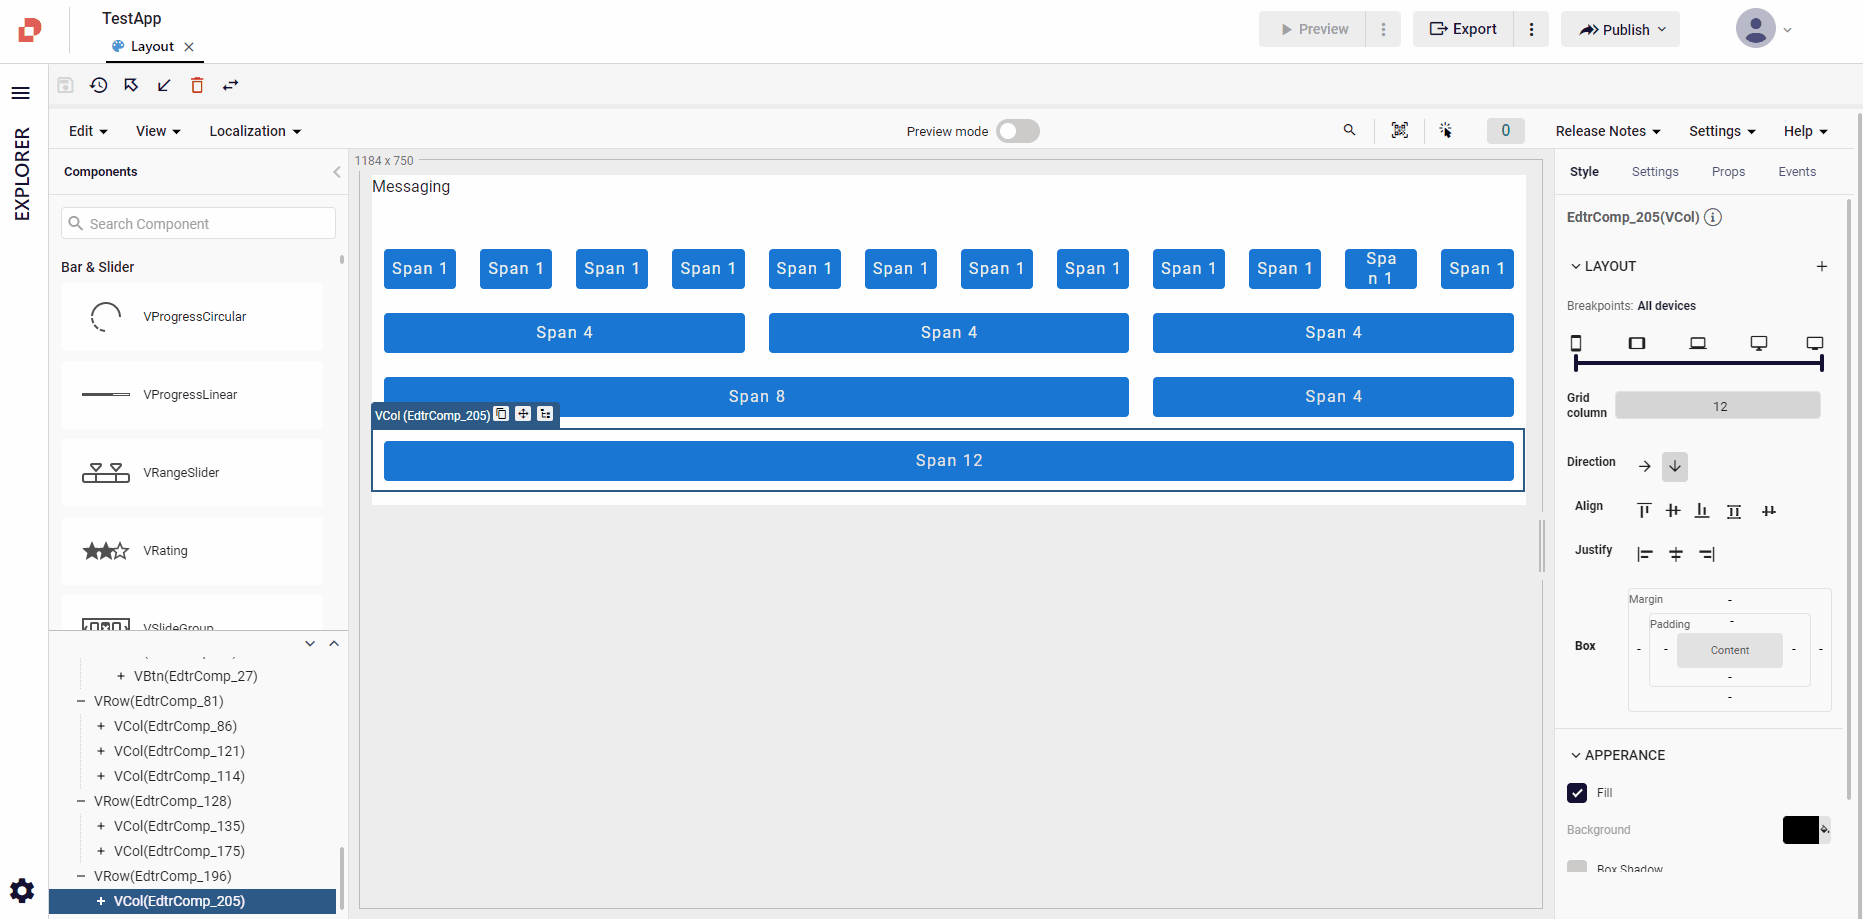 TestApp
Layout
Preview
Export
Publish
EXPLORER
Edit
View
Localization
Preview mode
0
Release Notes
Settings
Help
Components
Search Component
Bar & Slider
VProgressCircular
VProgressLinear
VRangeSlider
VRating
VSlideGroup
VBtn(EdtrComp_27)
VRow(EdtrComp_81)
VCol(EdtrComp_86)
VCol(EdtrComp_121)
VCol(EdtrComp_114)
VRow(EdtrComp_128)
VCol(EdtrComp_135)
VCol(EdtrComp_175)
VRow(EdtrComp_196)
VCol(EdtrComp_205)
1184 x 750
Messaging
Span 1 Span 1 Span 1 Span 1 Span 1 Span 1 Span 1 Span 1 Span 1 Span 1 Spa
n 1 Span 1
Span 4 Span 4 Span 4
Span 8 Span 4
VCol (EdtrComp_205)
Span 12
Style Settings Props Events
EdtrComp_205(VCol)
LAYOUT
Breakpoints: All devices
Grid
column
12
Direction
Align
Justify
Margin -
Padding -
Box
- - Content - -
-
-
APPERANCE
Fill
Background
Box Shadow